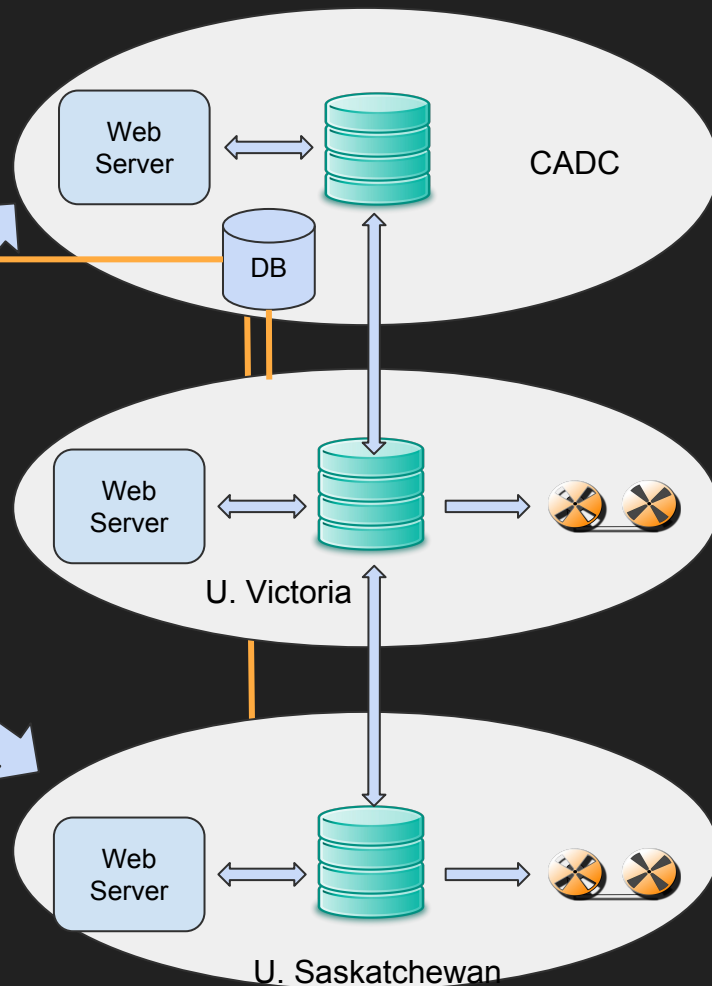 Web
Server
CADC
DB
Web
Server
U. Victoria
Web
Server
U. Saskatchewan